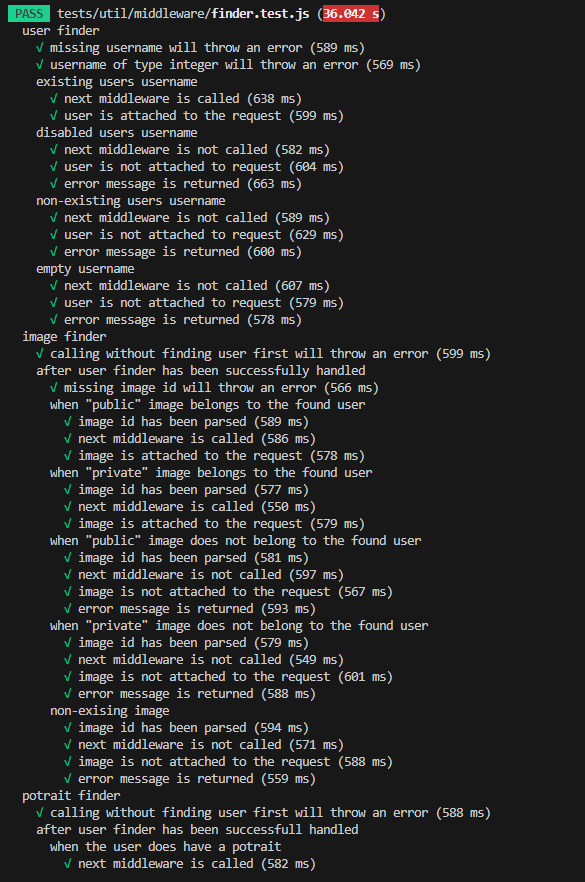 PASS tests/util/middleware/finder.test.js (36.042 s)
user finder
√ missing username will throw an error (589 ms)
√ username of type integer will throw an error (569 ms)
existing users username
√ next middleware is called (638 ms)
√ user is attached to the request (599 ms)
disabled users username
√ next middleware is not called (582 ms)
√ user is not attached to request (604 ms)
√ error message is returned (663 ms)
non-existing users username
√ next middleware is not called (589 ms)
√ user is not attached to request (629 ms)
√ error message is returned (600 ms)
empty username
√ next middleware is not called (607 ms)
√ user is not attached to request (579 ms)
√ error message is returned (578 ms)
image finder
√ calling without finding user first will throw an error (599 ms)
after user finder has been successfully handled
√ missing image id will throw an error (566 ms)
when "public" image belongs to the found user
√ image id has been parsed (589 ms)
√ next middleware is called (586 ms)
√ image is attached to the request (578 ms)
when "private" image belongs to the found user
√ image id has been parsed (577 ms)
√ next middleware is called (550 ms)
√ image is attached to the request (579 ms)
when "public" image does not belong to the found user
√ image id has been parsed (581 ms)
√ next middleware is not called (597 ms)
√ image is not attached to the request (567 ms)
√ error message is returned (593 ms)
when "private" image does not belong to the found user
√ image id has been parsed (579 ms)
√ next middleware is not called (549 ms)
√ image is not attached to the request (601 ms)
√ error message is returned (588 ms)
non-exising image
√ image id has been parsed (594 ms)
√ next middleware is not called (571 ms)
√ image is not attached to the request (588 ms)
√ error message is returned (559 ms)
potrait finder
√ calling without finding user first will throw an error (588 ms)
after user finder has been successfull handled
when the user does have a potrait
√ next middleware is called (582 ms)